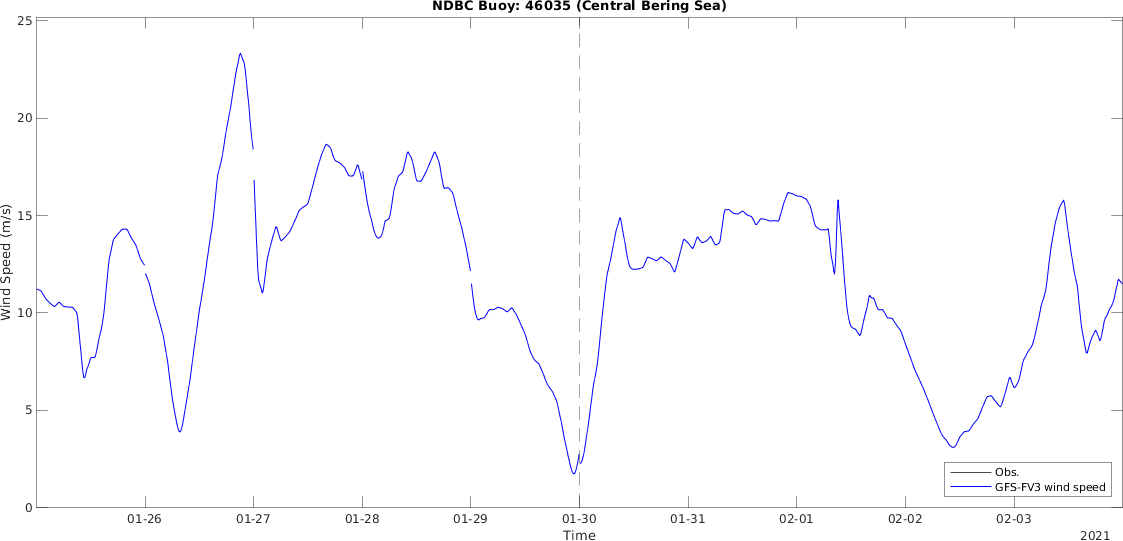 NDBC Buoy: 46035 (Central Bering Sea)
25
20
15
10
5
0
Wind Speed (m/s)
01-26 01-27 01-28 01-29 01-30 01-31 02-01 02-02 02-03
Time
2021
Obs.
GFS-FV3 wind speed